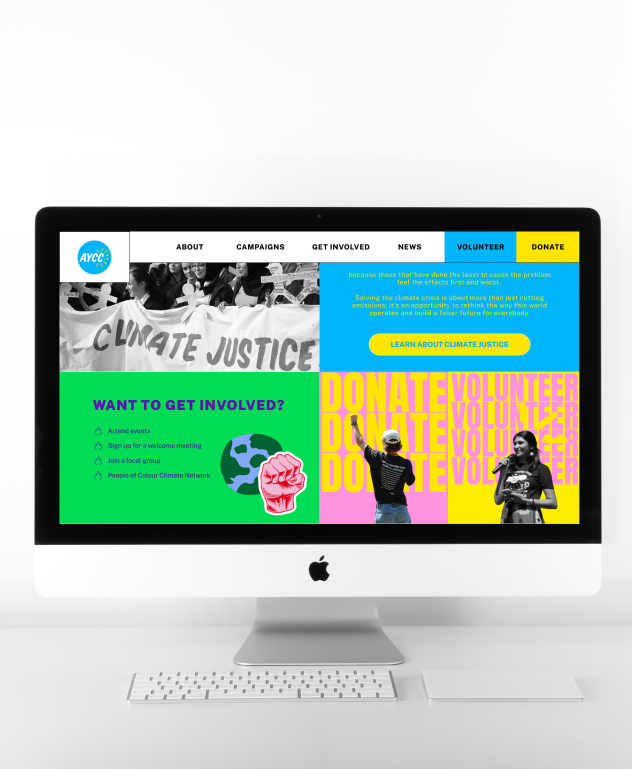 AYCC
ABOUT
CAMPAIGNS
GET INVOLVED
NEWS
VOLUNTEER
DONATE
CLIMATE JUSTICE
because those that have done the least to cause the problem
feel the effects first and worst.
Solving the climate crisis is about more than just cutting
emissions; it's an opportunity to rethink the way this world
operates and build a fairer future for everybody.
LEARN ABOUT CLIMATE JUSTICE
WANT TO GET INVOLVED?
Attend events
Sign up for a welcome meeting
Join a local group
People of Colour Climate Network
DONATE
DONATE
DONATE
VOLUNTEER
VOLUNTEER
VOLUNTEER
VOLUNTEER